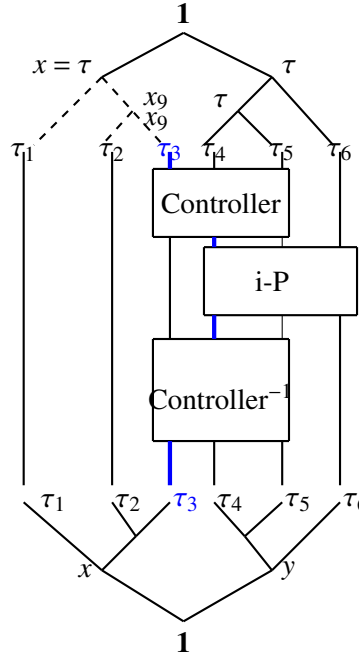 1
x = τ τ
τ x₉
x₉
τ₁ τ₂ τ₃ τ₄ τ₅ τ₆
Controller
i-P
Controller⁻¹
τ₁ τ₂ τ₃ τ₄ τ₅ τ₆
x y
1